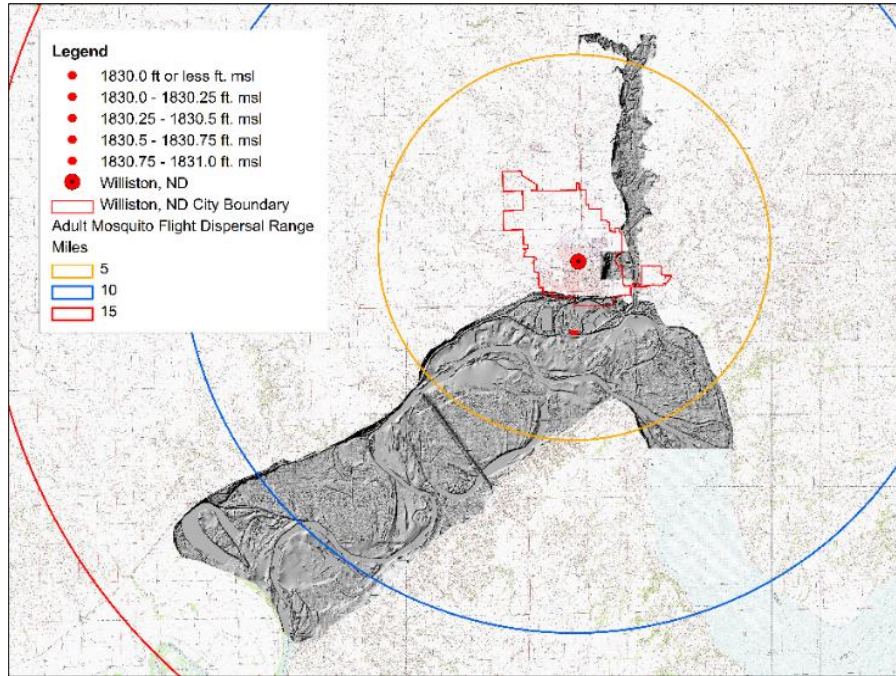 Legend
1830.0 ft or less ft. msl
1830.0 - 1830.25 ft. msl
1830.25 - 1830.5 ft. msl
1830.5 - 1830.75 ft. msl
1830.75 - 1831.0 ft. msl
Williston, ND
Williston, ND City Boundary
Adult Mosquito Flight Dispersal Range
Miles
5
10
15